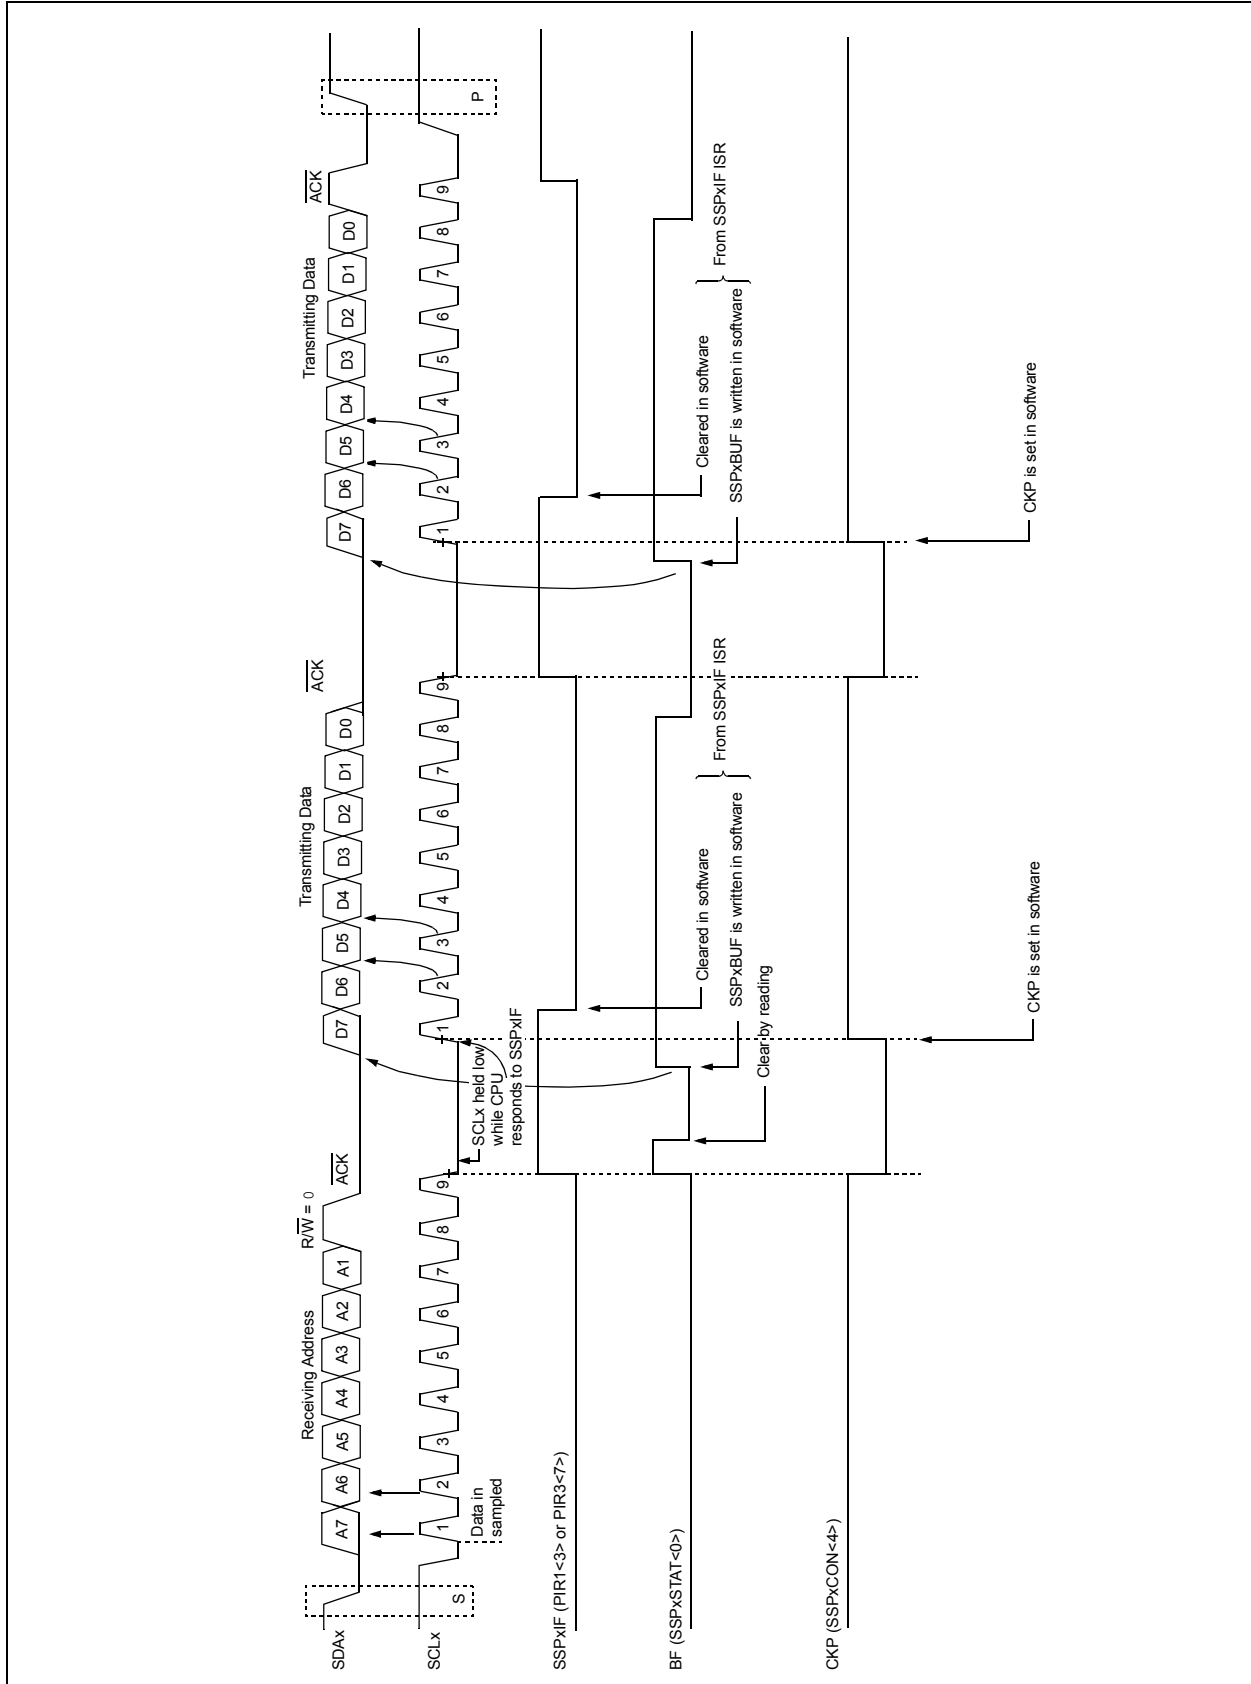 Receiving Address
R/W = 0
ACK
Transmitting Data
ACK
Transmitting Data
ACK
SDAx
A7
A6
A5
A4
A3
A2
A1
D7
D6
D5
D4
D3
D2
D1
D0
D7
D6
D5
D4
D3
D2
D1
D0
SCLx
1
2
3
4
5
6
7
8
9
1
2
3
4
5
6
7
8
9
1
2
3
4
5
6
7
8
9
S
P
Data in
sampled
SCLx held low
while CPU
responds to SSPxIF
SSPxIF (PIR1<3> or PIR3<7>)
BF (SSPxSTAT<0>)
Cleared in software
From SSPxIF ISR
SSPxBUF is written in software
Clear by reading
Cleared in software
From SSPxIF ISR
SSPxBUF is written in software
CKP (SSPxCON<4>)
CKP is set in software
CKP is set in software